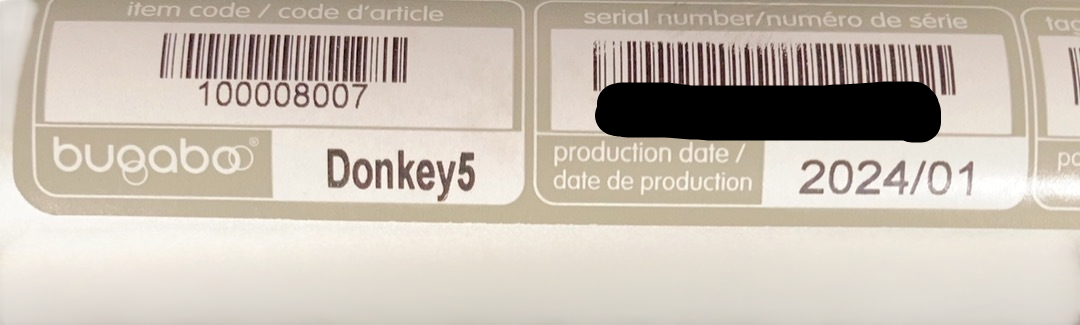 item code / code d'article
100008007
bugaboo®
Donkey5
serial number/numéro de série
production date /
date de production
2024/01